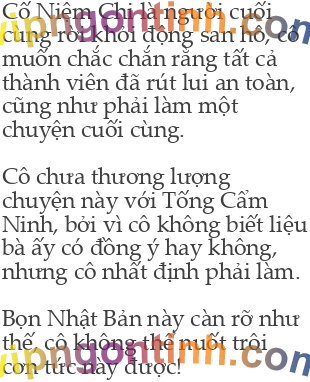 Cố Niệm Chi là người cuối
cùng rời khỏi động san hô, cô
muốn chắc chắn rằng tất cả
thành viên đã rút lui an toàn,
cũng như phải làm một
chuyện cuối cùng.
Cô chưa thương lượng
chuyện này với Tống Cẩm
Ninh, bởi vì cô không biết liệu
bà ấy có đồng ý hay không,
nhưng cô nhất định phải làm.
Bọn Nhật Bản này càn rỡ như
thế, cô không thể nuốt trôi
cơn tức này được!
vipngontinh.com
vipngontinh.com